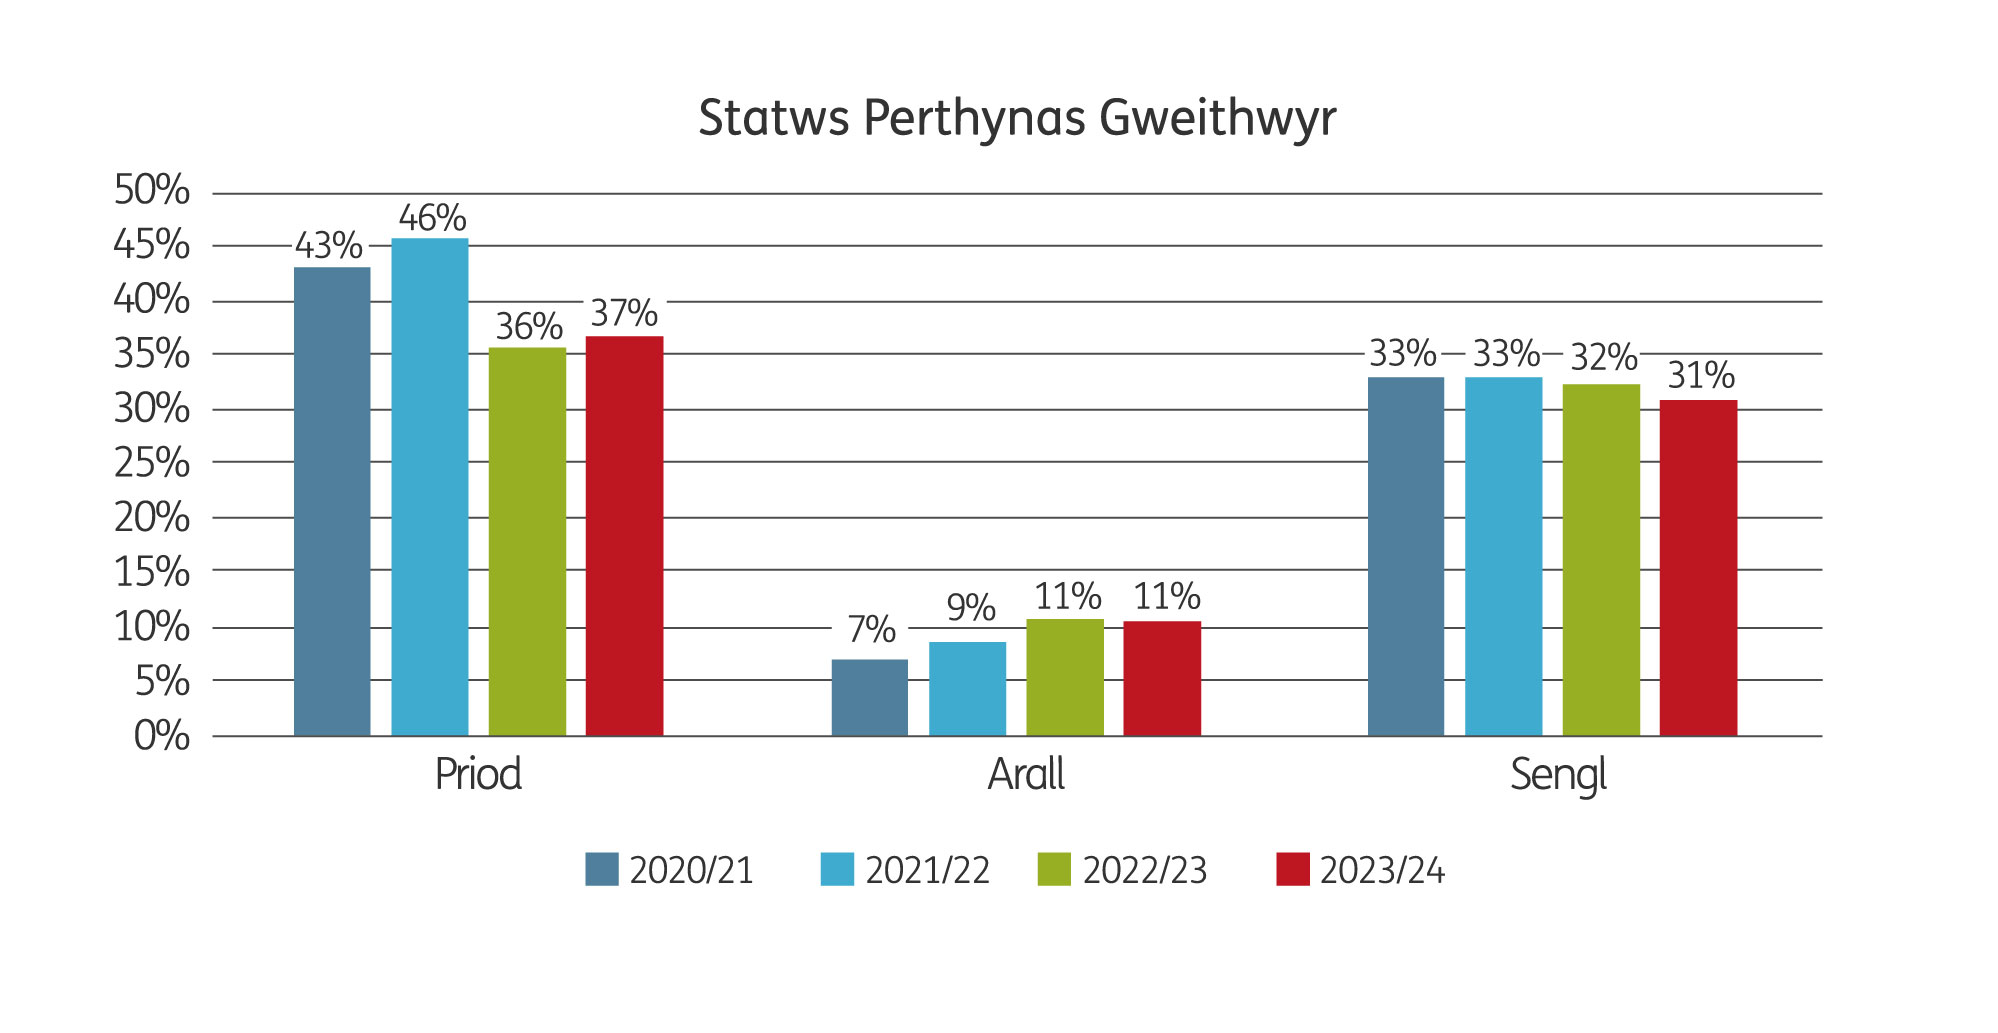 Statws Perthynas Gweithwyr
50%
45%
40%
35%
30%
25%
20%
15%
10%
5%
0%
43% 46% 36% 37%
7% 9% 11% 11%
33% 33% 32% 31%
Priod Arall Sengl
2020/21 2021/22 2022/23 2023/24